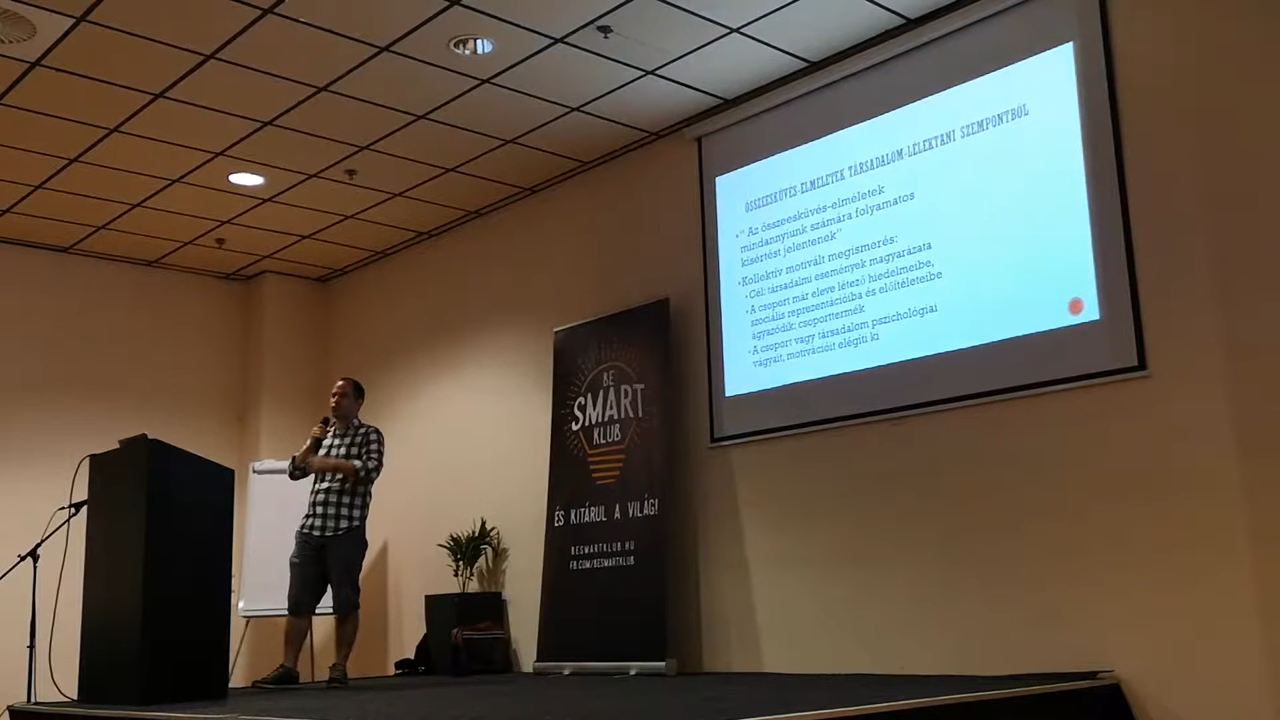 ÖSSZEESKÜVÉS-ELMÉLETEK TÁRSADALOM-LÉLEKTANI SZEMPONTBÓL
" Az összeesküvés-elméletek
mindannyiunk számára folyamatos
kísértést jelentenek"
Kollektív motivált megismerés:
Cél: társadalmi események magyarázata
A csoport már eleve létező hiedelmeibe,
szociális reprezentációiba és előítéleteibe
ágyazódik: csoporttermék
A csoport vagy társadalom pszichológiai
vágyait, motivációit elégíti ki
BE
SMART
KLUB
ÉS KITÁRUL A VILÁG!
BESMARTKLUB.HU
FB.COM/BESMARTKLUB